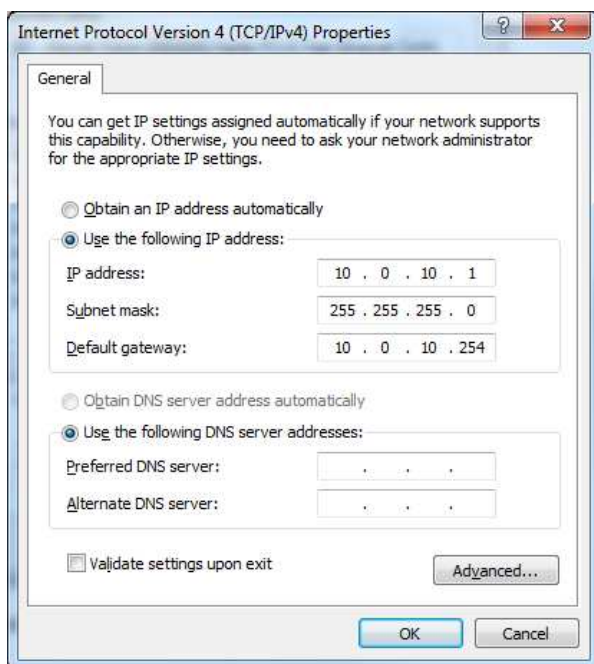 Internet Protocol Version 4 (TCP/IPv4) Properties
General
You can get IP settings assigned automatically if your network supports
this capability. Otherwise, you need to ask your network administrator
for the appropriate IP settings.
Obtain an IP address automatically
Use the following IP address:
IP address: 10 . 0 . 10 . 1
Subnet mask: 255 . 255 . 255 . 0
Default gateway: 10 . 0 . 10 . 254
Obtain DNS server address automatically
Use the following DNS server addresses:
Preferred DNS server: . . .
Alternate DNS server: . . .
Validate settings upon exit
Advanced...
OK Cancel